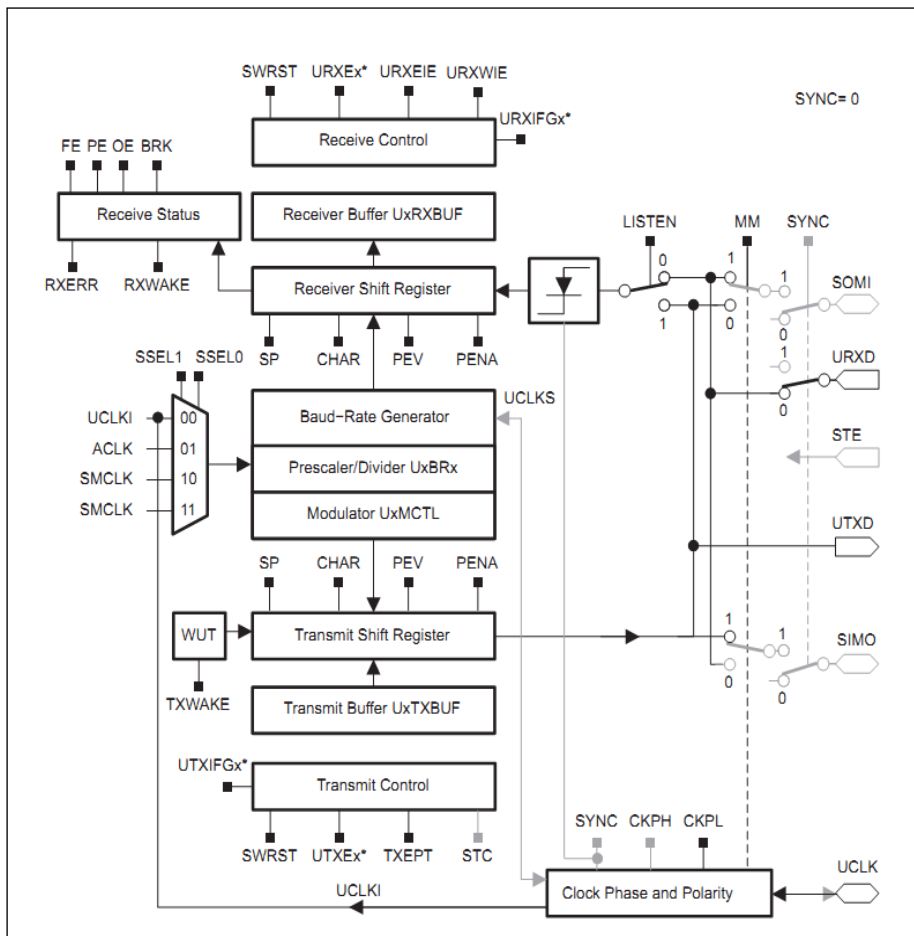 SWRST URXEx* URXEIE URXWIE
SYNC= 0
URXIFGx*
Receive Control
FE PE OE BRK
Receive Status
Receiver Buffer UxRXBUF
LISTEN MM SYNC
RXERR RXWAKE
Receiver Shift Register
0 1 1
SOMI
1 0 0
SP CHAR PEV PENA
1
SSEL1 SSEL0
URXD
UCLKS
0
UCLKI 00
Baud-Rate Generator
ACLK 01
STE
Prescaler/Divider UxBRx
SMCLK 10
SMCLK 11
Modulator UxMCTL
UTXD
SP CHAR PEV PENA
WUT
Transmit Shift Register
1 1
SIMO
0 0
TXWAKE
Transmit Buffer UxTXBUF
UTXIFGx*
Transmit Control
SYNC CKPH CKPL
SWRST UTXEx* TXEPT STC
UCLK
UCLKI
Clock Phase and Polarity